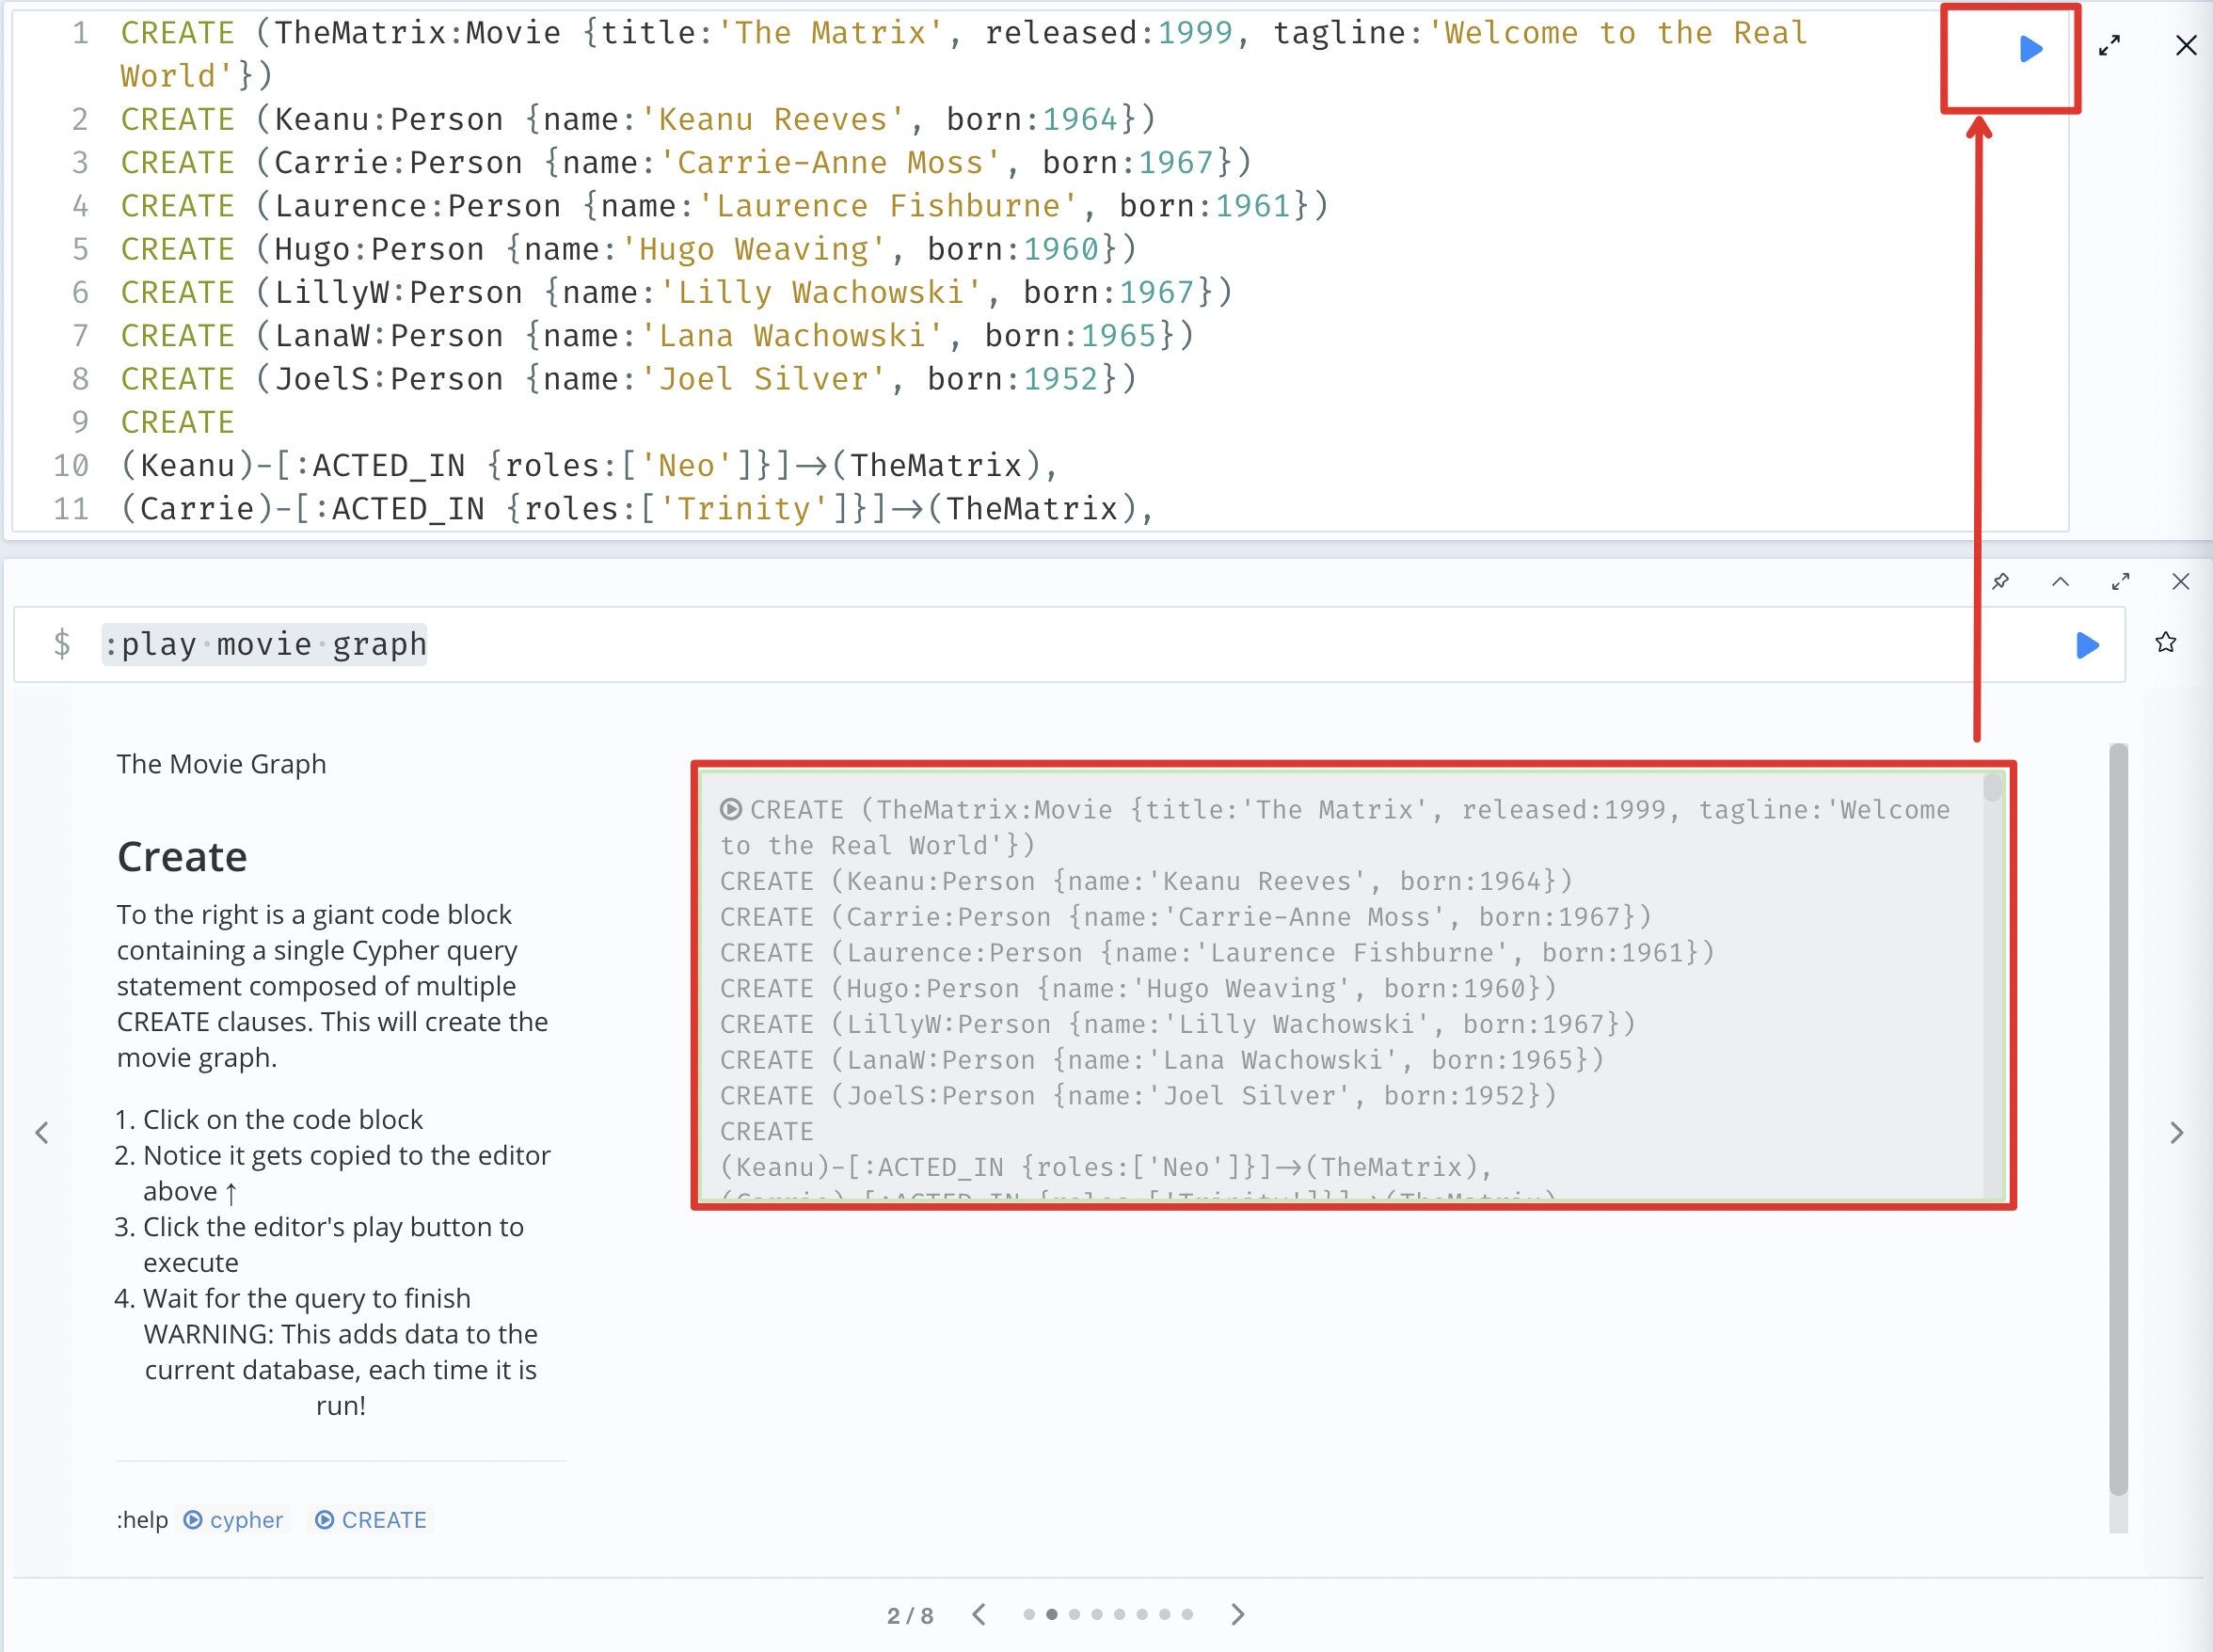 1 CREATE (TheMatrix:Movie {title:'The Matrix', released:1999, tagline:'Welcome to the Real
World'})
2 CREATE (Keanu:Person {name:'Keanu Reeves', born:1964})
3 CREATE (Carrie:Person {name:'Carrie-Anne Moss', born:1967})
4 CREATE (Laurence:Person {name:'Laurence Fishburne', born:1961})
5 CREATE (Hugo:Person {name:'Hugo Weaving', born:1960})
6 CREATE (LillyW:Person {name:'Lilly Wachowski', born:1967})
7 CREATE (LanaW:Person {name:'Lana Wachowski', born:1965})
8 CREATE (JoelS:Person {name:'Joel Silver', born:1952})
9 CREATE
10 (Keanu)-[:ACTED_IN {roles:['Neo']}]->(TheMatrix),
11 (Carrie)-[:ACTED_IN {roles:['Trinity']}]->(TheMatrix),
$ :play movie graph
The Movie Graph
Create
To the right is a giant code block
containing a single Cypher query
statement composed of multiple
CREATE clauses. This will create the
movie graph.
1. Click on the code block
2. Notice it gets copied to the editor
above ↑
3. Click the editor's play button to
execute
4. Wait for the query to finish
WARNING: This adds data to the
current database, each time it is
run!
:help cypher CREATE
CREATE (TheMatrix:Movie {title:'The Matrix', released:1999, tagline:'Welcome
to the Real World'})
CREATE (Keanu:Person {name:'Keanu Reeves', born:1964})
CREATE (Carrie:Person {name:'Carrie-Anne Moss', born:1967})
CREATE (Laurence:Person {name:'Laurence Fishburne', born:1961})
CREATE (Hugo:Person {name:'Hugo Weaving', born:1960})
CREATE (LillyW:Person {name:'Lilly Wachowski', born:1967})
CREATE (LanaW:Person {name:'Lana Wachowski', born:1965})
CREATE (JoelS:Person {name:'Joel Silver', born:1952})
CREATE
(Keanu)-[:ACTED_IN {roles:['Neo']}]->(TheMatrix),
(Carrie)-[:ACTED_IN {roles:['Trinity']}]->(TheMatrix)
2 / 8